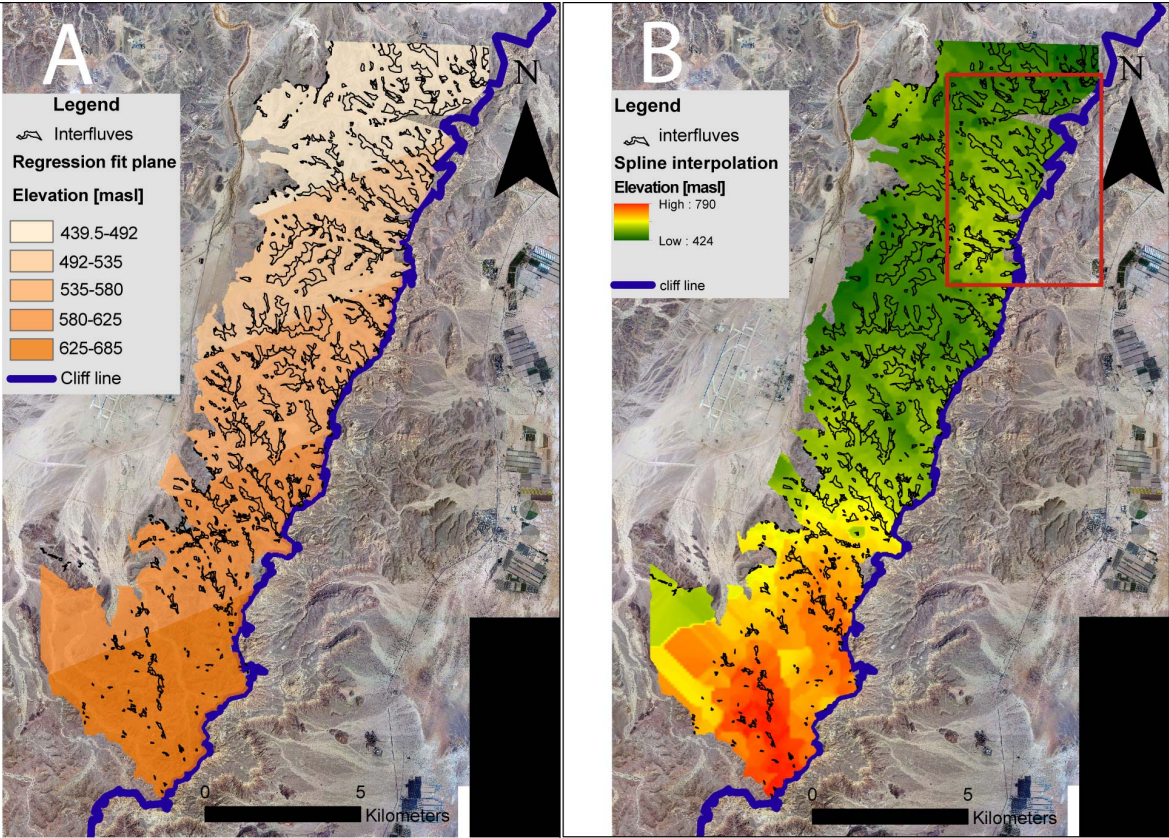 A
N
Legend
Interfluves
Regression fit plane
Elevation [masl]
439.5-492
492-535
535-580
580-625
625-685
Cliff line
0 5
Kilometers
B
N
Legend
interfluves
Spline interpolation
Elevation [masl]
High : 790
Low : 424
cliff line
0 5
Kilometers